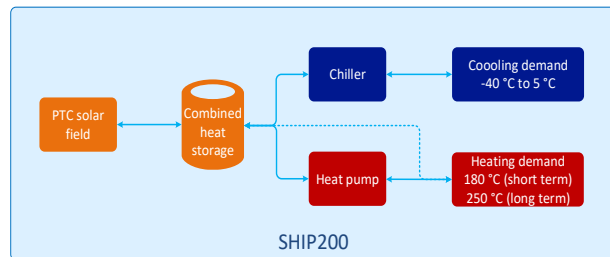 Chiller
Coooling demand
-40 °C to 5 °C
PTC solar
field
Combined
heat
storage
Heat pump
Heating demand
180 °C (short term)
250 °C (long term)
SHIP200